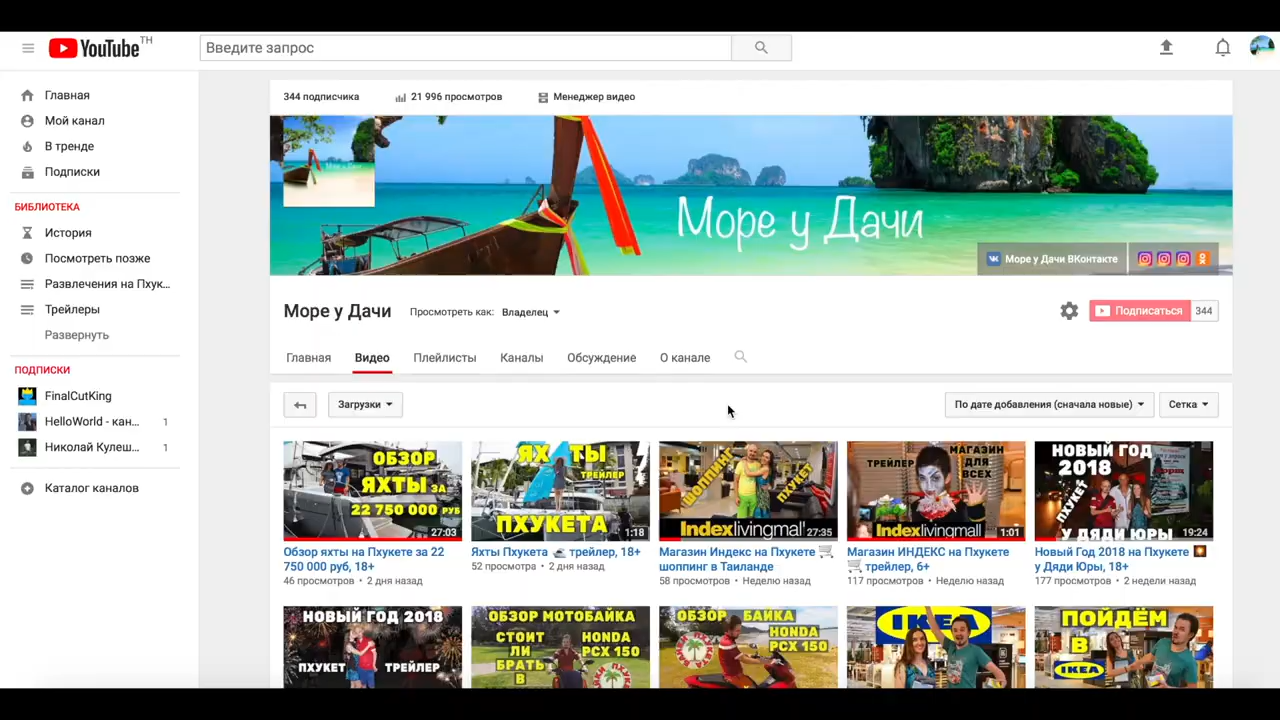 YouTube TH
Введите запрос
Главная
Мой канал
В тренде
Подписки
БИБЛИОТЕКА
История
Посмотреть позже
Развлечения на Пхук...
Трейлеры
Развернуть
ПОДПИСКИ
FinalCutKing
HelloWorld - кан... 1
Николай Кулеш... 1
Каталог каналов
344 подписчика 21 996 просмотров Менеджер видео
Море у Дачи
Море у Дачи ВКонтакте
Море у Дачи Просмотреть как: Владелец
Подписаться 344
Главная Видео Плейлисты Каналы Обсуждение О канале
Загрузки По дате добавления (сначала новые) Сетка
ОБЗОР
ЯХТЫ ЗА
22 750 000 РУБ
27:03
Обзор яхты на Пхукете за 22
750 000 руб, 18+
46 просмотров • 2 дня назад
ЯХТЫ
ТРЕЙЛЕР
ПХУКЕТА
1:18
Яхты Пхукета трейлер, 18+
52 просмотра • 2 дня назад
ШОППИНГ
ПХУКЕТ
Indexlivingmall
27:35
Магазин Индекс на Пхукете
шоппинг в Таиланде
58 просмотров • Неделю назад
ТРЕЙЛЕР
МАГАЗИН
ДЛЯ
ВСЕХ
Indexlivingmall
1:01
Магазин ИНДЕКС на Пхукете
трейлер, 6+
117 просмотров • Неделю назад
НОВЫЙ ГОД
2018
ПХУКЕТ
У ДЯДИ ЮРЫ
19:24
Новый Год 2018 на Пхукете
у Дяди Юры, 18+
177 просмотров • 2 недели назад
НОВЫЙ ГОД 2018
ПХУКЕТ ТРЕЙЛЕР
ОБЗОР МОТОБАЙКА
СТОИТ
ЛИ
БРАТЬ
В
HONDA
PCX 150
ОБЗОР БАЙКА
HONDA
PCX 150
IKEA
ПОЙДЁМ
В
IKEA